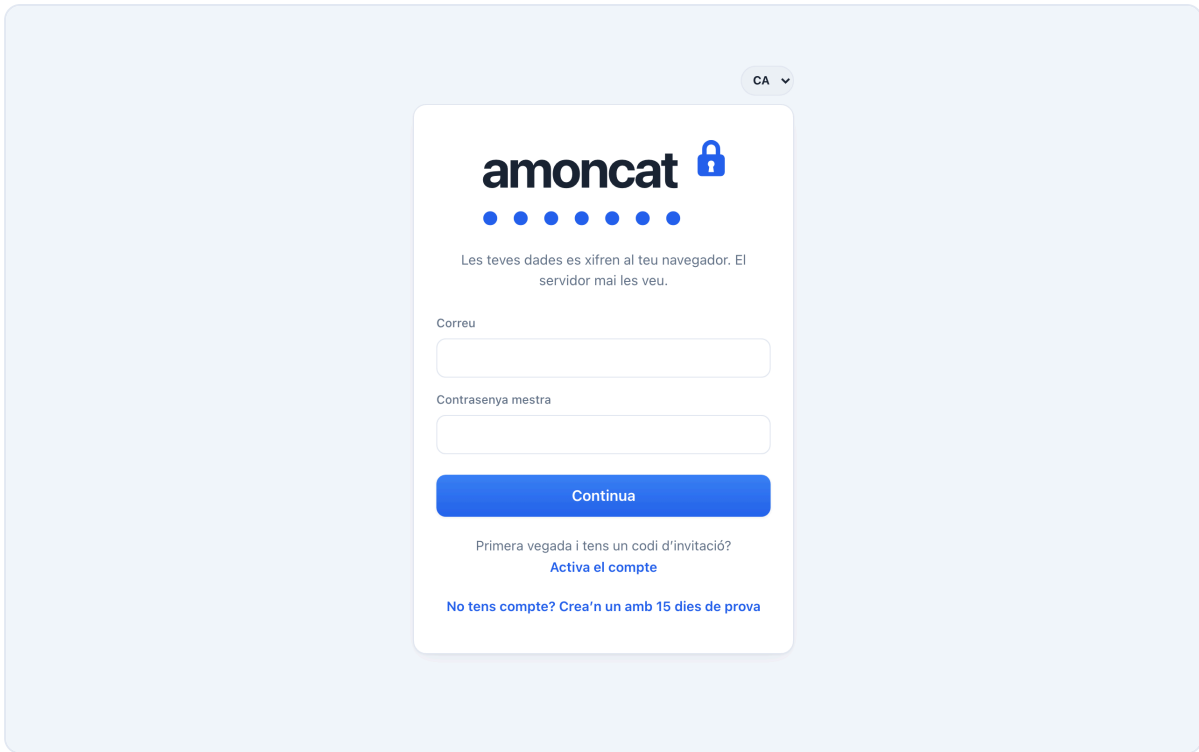 CA
amoncat
Les teves dades es xifren al teu navegador. El
servidor mai les veu.
Correu
Contrasenya mestra
Continua
Primera vegada i tens un codi d’invitació?
Activa el compte
No tens compte? Crea’n un amb 15 dies de prova